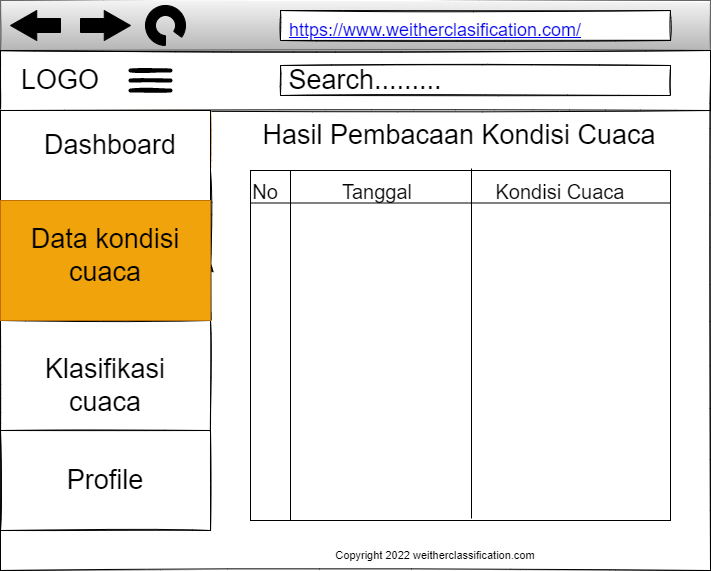 https://www.weitherclasification.com/
LOGO
Search.........
Dashboard
Data kondisi
cuaca
Klasifikasi
cuaca
Profile
Hasil Pembacaan Kondisi Cuaca
No Tanggal Kondisi Cuaca
Copyright 2022 weitherclasification.com